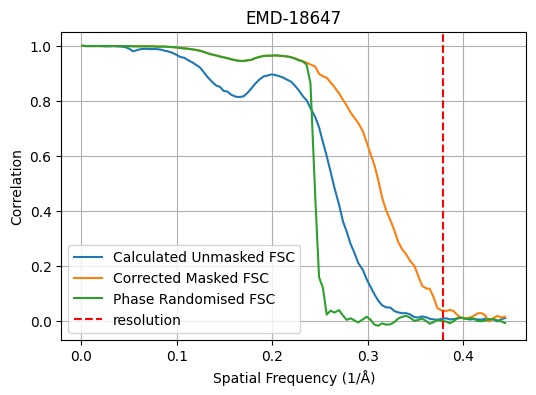 EMD-18647
1.0
0.8
0.6
0.4
0.2
0.0
Correlation
Calculated Unmasked FSC
Corrected Masked FSC
Phase Randomised FSC
resolution
0.0 0.1 0.2 0.3 0.4
Spatial Frequency (1/Å)